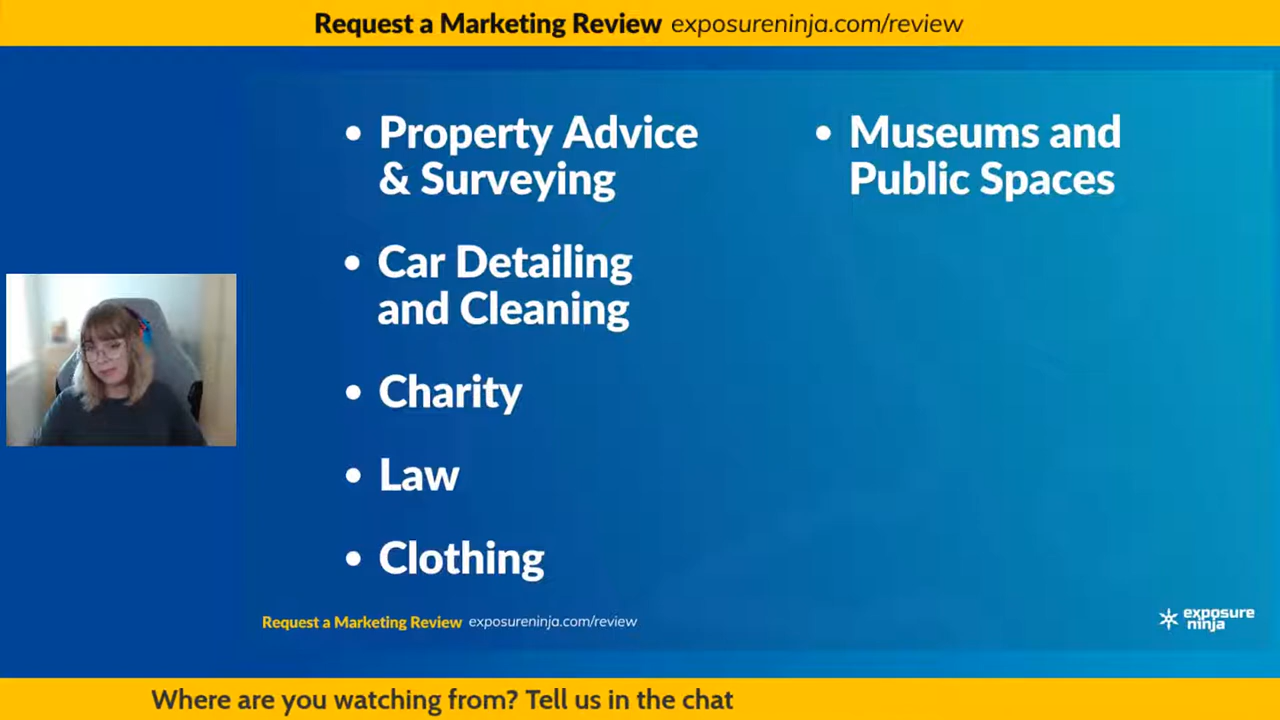 Request a Marketing Review exposureninja.com/review
• Property Advice
& Surveying
• Car Detailing
and Cleaning
• Charity
• Law
• Clothing
• Museums and
Public Spaces
Request a Marketing Review exposureninja.com/review
exposure
ninja
Where are you watching from? Tell us in the chat